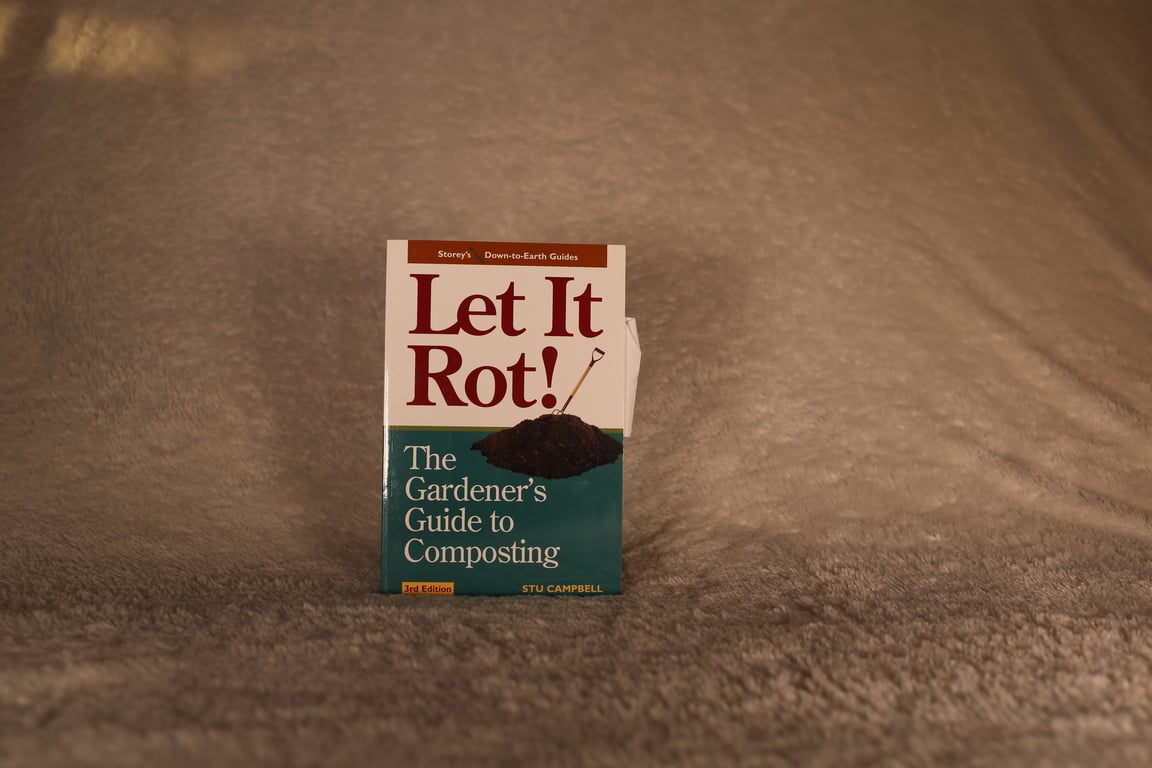 Storey's Down-to-Earth Guides
Let It
Rot!
The
Gardener's
Guide to
Composting
3rd Edition STU CAMPBELL